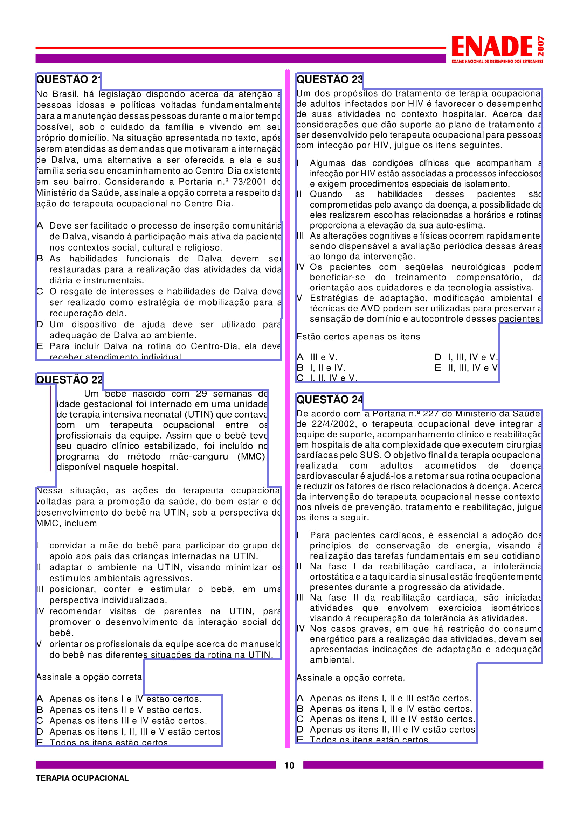 ENADE 2007
EXAME NACIONAL DE DESEMPENHO DOS ESTUDANTES
QUESTÃO 21
No Brasil, há legislação dispondo acerca da atenção a
pessoas idosas e políticas voltadas fundamentalmente
para a manutenção dessas pessoas durante o maior tempo
possível, sob o cuidado da família e vivendo em seu
próprio domicílio. Na situação apresentada no texto, após
serem atendidas as demandas que motivaram a internação
de Dalva, uma alternativa a ser oferecida a ela e sua
família seria seu encaminhamento ao Centro Dia existente
em seu bairro. Considerando a Portaria n.º 73/2001 do
Ministério da Saúde, assinale a opção correta a respeito da
ação do terapeuta ocupacional no Centro Dia.
A Deve ser facilitado o processo de inserção comunitária
de Dalva, visando à participação mais ativa da paciente
nos contextos social, cultural e religioso.
B As habilidades funcionais de Dalva devem ser
restauradas para a realização das atividades da vida
diária e instrumentais.
C O resgate de interesses e habilidades de Dalva deve
ser realizado como estratégia de mobilização para a
recuperação dela.
D Um dispositivo de ajuda deve ser utilizado para
adequação de Dalva ao ambiente.
E Para incluir Dalva na rotina do Centro-Dia, ela deve
receber atendimento individual.
QUESTÃO 22
Um bebê nascido com 29 semanas de
idade gestacional foi internado em uma unidade
de terapia intensiva neonatal (UTIN) que contava
com um terapeuta ocupacional entre os
profissionais da equipe. Assim que o bebê teve
seu quadro clínico estabilizado, foi incluído no
programa do método mãe-canguru (MMC),
disponível naquele hospital.
Nessa situação, as ações do terapeuta ocupacional
voltadas para a promoção da saúde, do bem estar e do
desenvolvimento do bebê na UTIN, sob a perspectiva do
MMC, incluem
I convidar a mãe do bebê para participar do grupo de
apoio aos pais das crianças internadas na UTIN.
II adaptar o ambiente na UTIN, visando minimizar os
estímulos ambientais agressivos.
III posicionar, conter e estimular o bebê, em uma
perspectiva individualizada.
IV recomendar visitas de parentes na UTIN, para
promover o desenvolvimento da interação social do
bebê.
V orientar os profissionais da equipe acerca do manuseio
do bebê nas diferentes situações da rotina na UTIN.
Assinale a opção correta.
A Apenas os itens I e IV estão certos.
B Apenas os itens II e V estão certos.
C Apenas os itens III e IV estão certos.
D Apenas os itens I, II, III e V estão certos.
E Todos os itens estão certos.
QUESTÃO 23
Um dos propósitos do tratamento de terapia ocupacional
de adultos infectados por HIV é favorecer o desempenho
de suas atividades no contexto hospitalar. Acerca das
considerações que dão suporte ao plano de tratamento a
ser desenvolvido pelo terapeuta ocupacional para pessoas
com infecção por HIV, julgue os itens seguintes.
I Algumas das condições clínicas que acompanham a
infecção por HIV estão associadas a processos infecciosos
e exigem procedimentos especiais de isolamento.
II Quando as habilidades desses pacientes são
comprometidas pelo avanço da doença, a possibilidade de
eles realizarem escolhas relacionadas a horários e rotinas
proporciona a elevação da sua auto-estima.
III As alterações cognitivas e físicas ocorrem rapidamente,
sendo dispensável a avaliação periódica dessas áreas
ao longo da intervenção.
IV Os pacientes com seqüelas neurológicas podem
beneficiar-se do treinamento compensatório, da
orientação aos cuidadores e da tecnologia assistiva.
V Estratégias de adaptação, modificação ambiental e
técnicas de AVD podem ser utilizadas para preservar a
sensação de domínio e autocontrole desses pacientes.
Estão certos apenas os itens
A III e V. D I, III, IV e V.
B I, II e IV. E II, III, IV e V.
C I, II, IV e V.
QUESTÃO 24
De acordo com a Portaria n.º 227 do Ministério da Saúde,
de 22/4/2002, o terapeuta ocupacional deve integrar a
equipe de suporte, acompanhamento clínico e reabilitação
em hospitais de alta complexidade que executem cirurgias
cardíacas pelo SUS. O objetivo final da terapia ocupacional
realizada com adultos acometidos de doença
cardiovascular é ajudá-los a retomar sua rotina ocupacional
e reduzir os fatores de risco relacionados à doença. Acerca
da intervenção do terapeuta ocupacional nesse contexto,
nos níveis de prevenção, tratamento e reabilitação, julgue
os itens a seguir.
I Para pacientes cardíacos, é essencial a adoção dos
princípios de conservação de energia, visando à
realização das tarefas fundamentais em seu cotidiano.
II Na fase I da reabilitação cardíaca, a intolerância
ortostática e a taquicardia sinusal estão freqüentemente
presentes durante a progressão da atividade.
III Na fase II da reabilitação cardíaca, são iniciadas
atividades que envolvem exercícios isométricos,
visando à recuperação da tolerância às atividades.
IV Nos casos graves, em que há restrição do consumo
energético para a realização das atividades, devem ser
apresentadas indicações de adaptação e adequação
ambiental.
Assinale a opção correta.
A Apenas os itens I, II e III estão certos.
B Apenas os itens I, II e IV estão certos.
C Apenas os itens I, III e IV estão certos.
D Apenas os itens II, III e IV estão certos.
E Todos os itens estão certos.
10
TERAPIA OCUPACIONAL